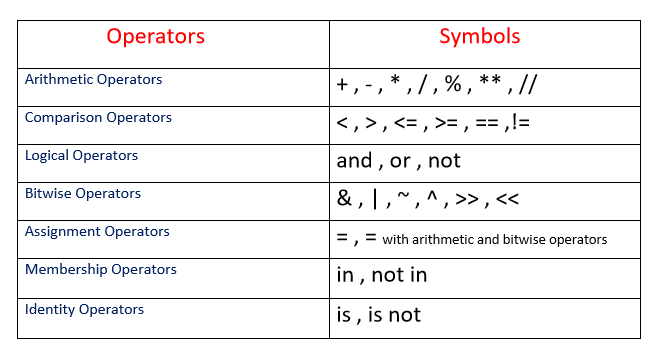 Operators Symbols
Arithmetic Operators + , - , * , / , % , ** , //
Comparison Operators < , > , <= , >= , == ,!=
Logical Operators and , or , not
Bitwise Operators & , | , ~ , ^ , >> , <<
Assignment Operators = , = with arithmetic and bitwise operators
Membership Operators in , not in
Identity Operators is , is not